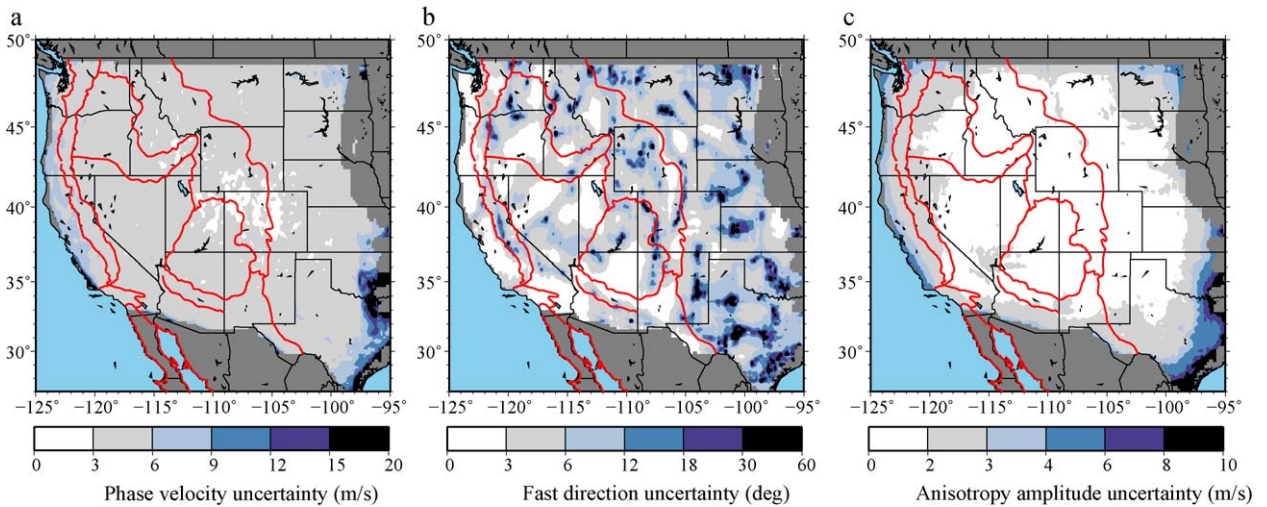 a
b
c
50°
45°
40°
35°
30°
−125 −120 −115 −110 −105 −100 −95°
50°
45°
40°
35°
30°
−125 −120 −115 −110 −105 −100 −95°
50°
45°
40°
35°
30°
−125 −120 −115 −110 −105 −100 −95°
0 3 6 9 12 15 20
Phase velocity uncertainty (m/s)
0 3 6 12 18 30 60
Fast direction uncertainty (deg)
0 2 3 4 6 8 10
Anisotropy amplitude uncertainty (m/s)